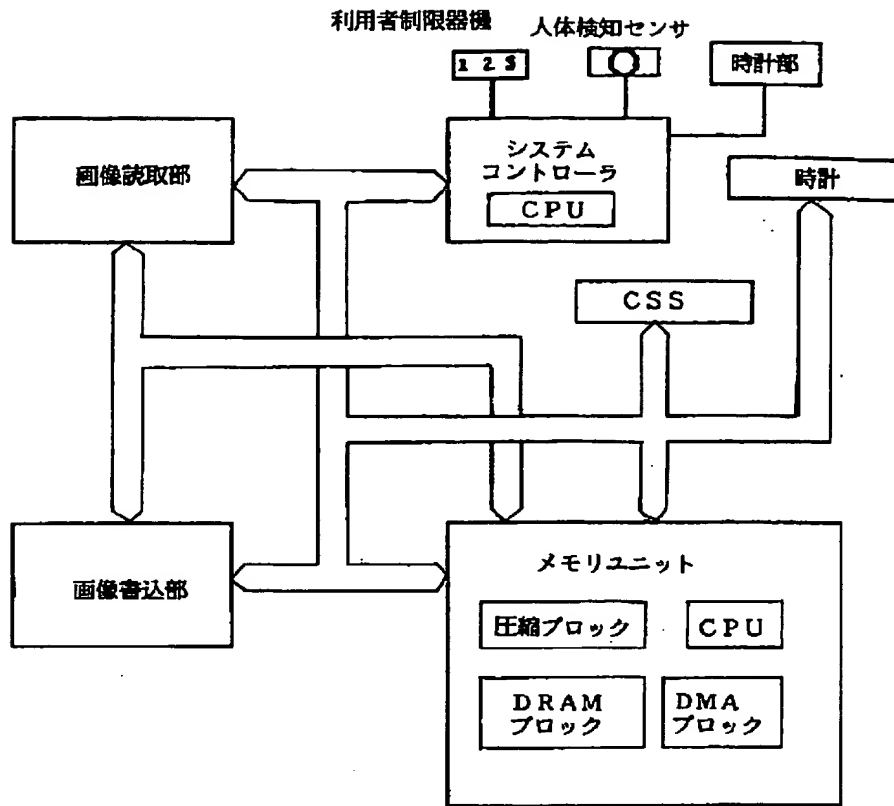 利用者制限器機
人体検知センサ
1 2 3
時計部
画像読取部
システム
コントローラ
CPU
時計
CSS
画像書込部
メモリユニット
圧縮ブロック
CPU
DRAM
ブロック
DMA
ブロック